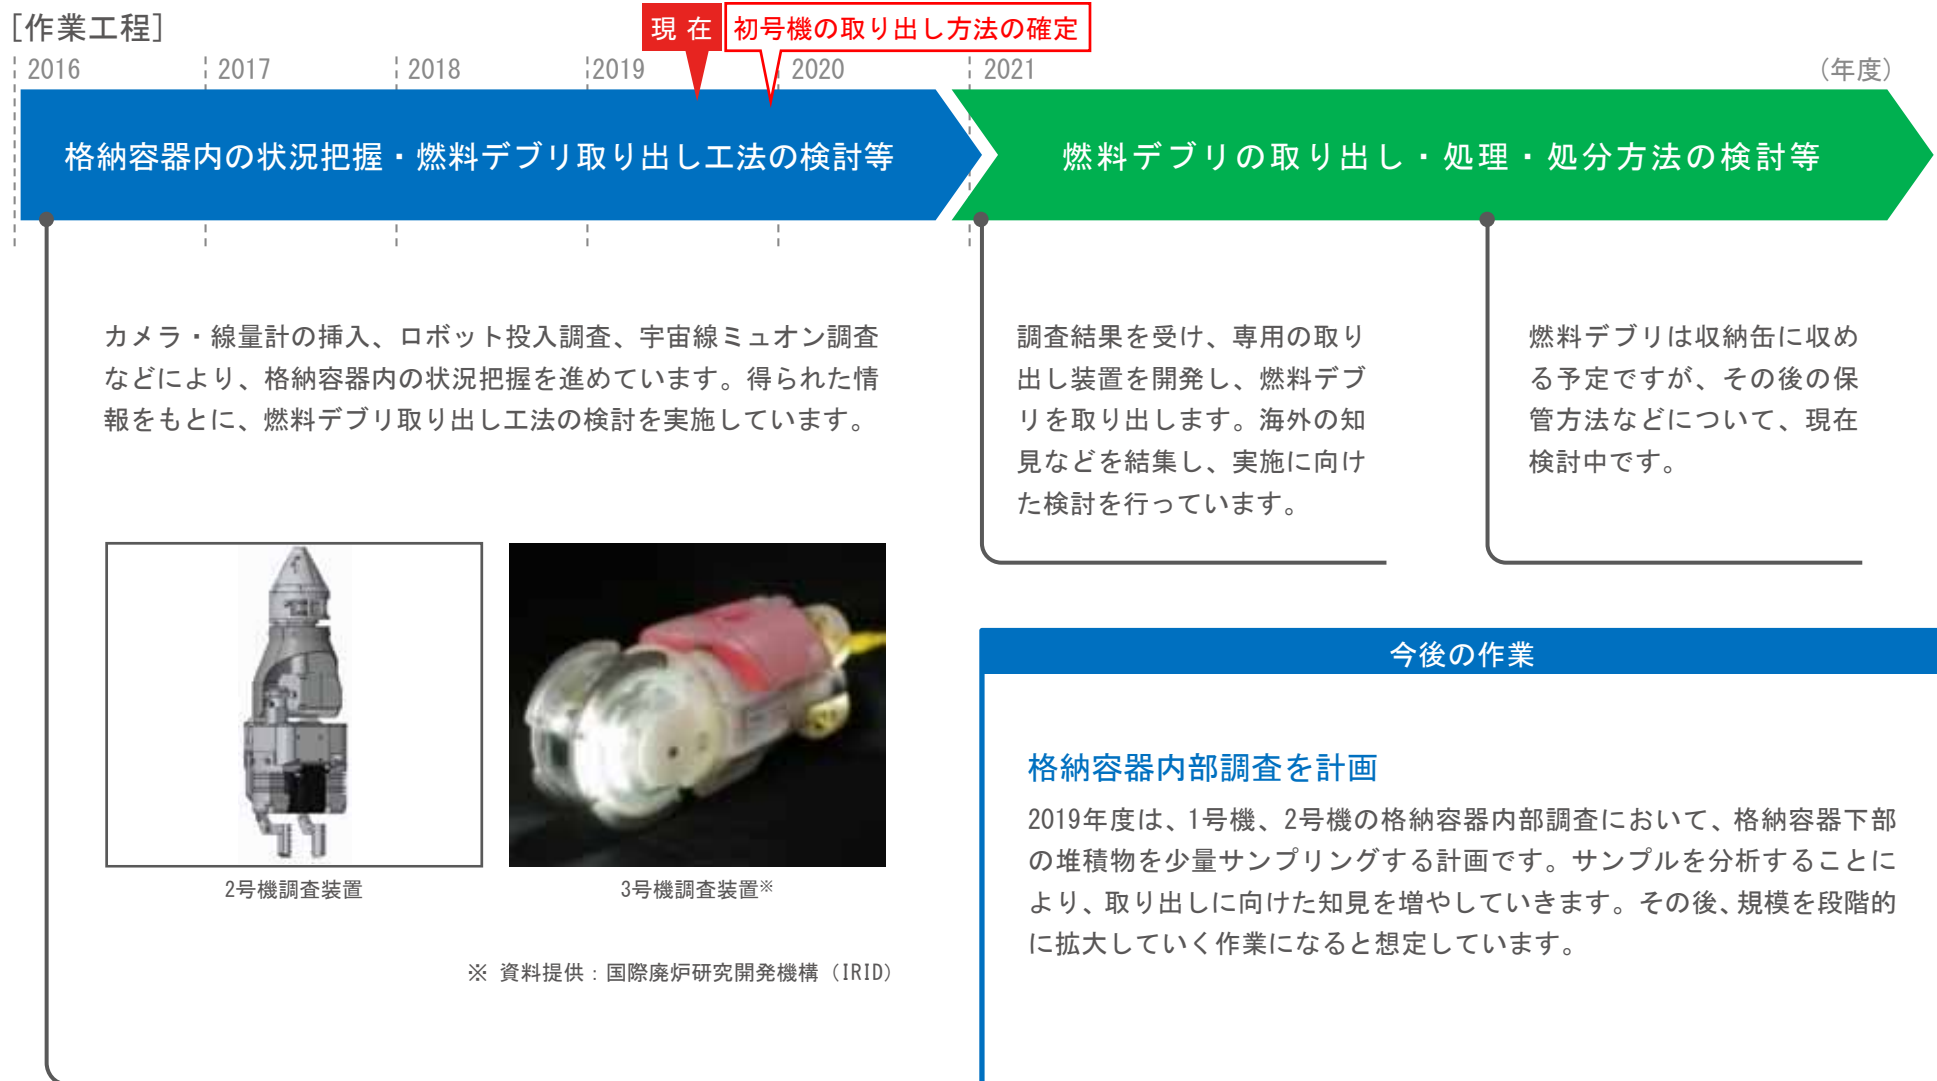 [作業工程]
現在
初号機の取り出し方法の確定
2016
2017
2018
2019
2020
2021
（年度）
格納容器内の状況把握・燃料デブリ取り出し工法の検討等
燃料デブリの取り出し・処理・処分方法の検討等
カメラ・線量計の挿入、ロボット投入調査、宇宙線ミュオン調査
などにより、格納容器内の状況把握を進めています。得られた情
報をもとに、燃料デブリ取り出し工法の検討を実施しています。
調査結果を受け、専用の取り
出し装置を開発し、燃料デブ
リを取り出します。海外の知
見などを結集し、実施に向け
た検討を行っています。
燃料デブリは収納缶に収め
る予定ですが、その後の保
管方法などについて、現在
検討中です。
2号機調査装置
3号機調査装置※
※ 資料提供：国際廃炉研究開発機構（IRID）
今後の作業
格納容器内部調査を計画
2019年度は、1号機、2号機の格納容器内部調査において、格納容器下部
の堆積物を少量サンプリングする計画です。サンプルを分析することに
より、取り出しに向けた知見を増やしていきます。その後、規模を段階的
に拡大していく作業になると想定しています。